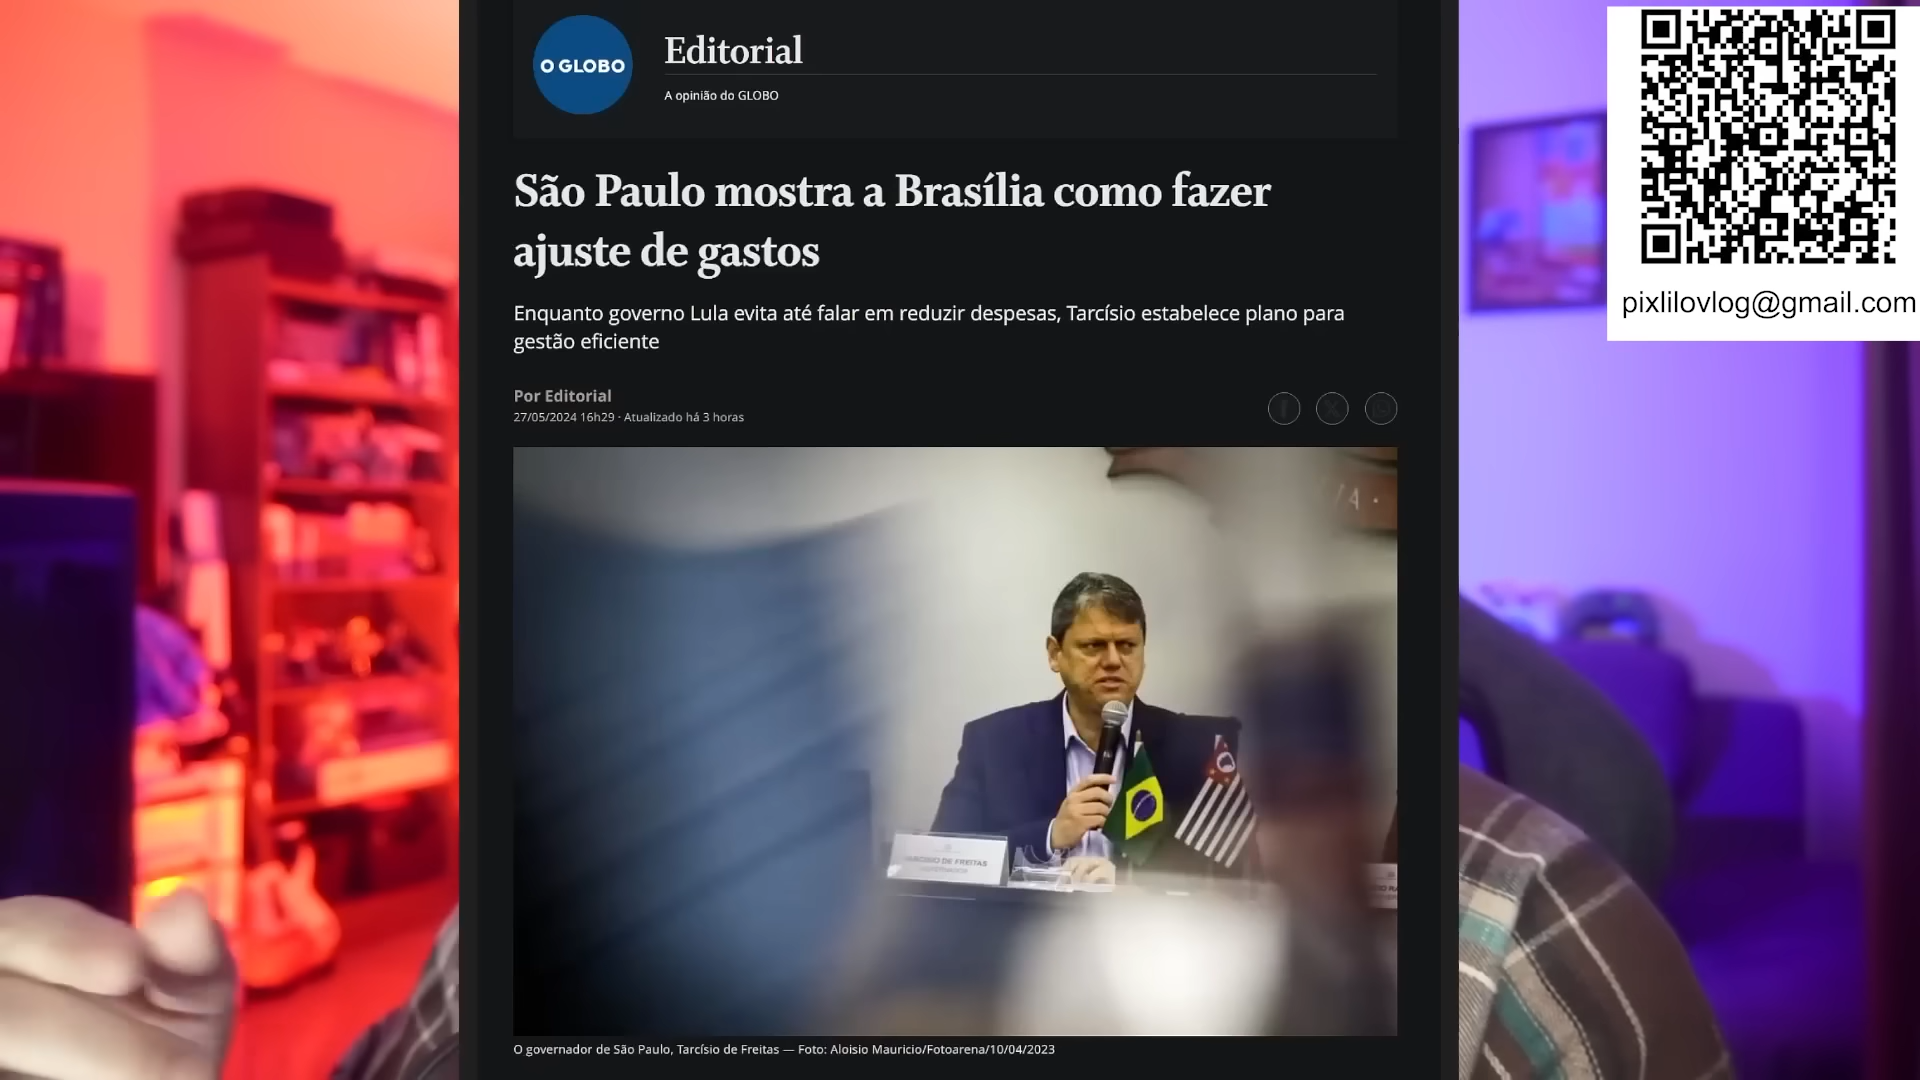 O GLOBO
Editorial
A opinião do GLOBO
São Paulo mostra a Brasília como fazer
ajuste de gastos
Enquanto governo Lula evita até falar em reduzir despesas, Tarcísio estabelece plano para
gestão eficiente
Por Editorial
27/05/2024 16h29 · Atualizado há 3 horas
TARCISIO DE FREITAS
O governador de São Paulo, Tarcísio de Freitas — Foto: Aloisio Mauricio/Fotoarena/10/04/2023
pixlilovlog@gmail.com